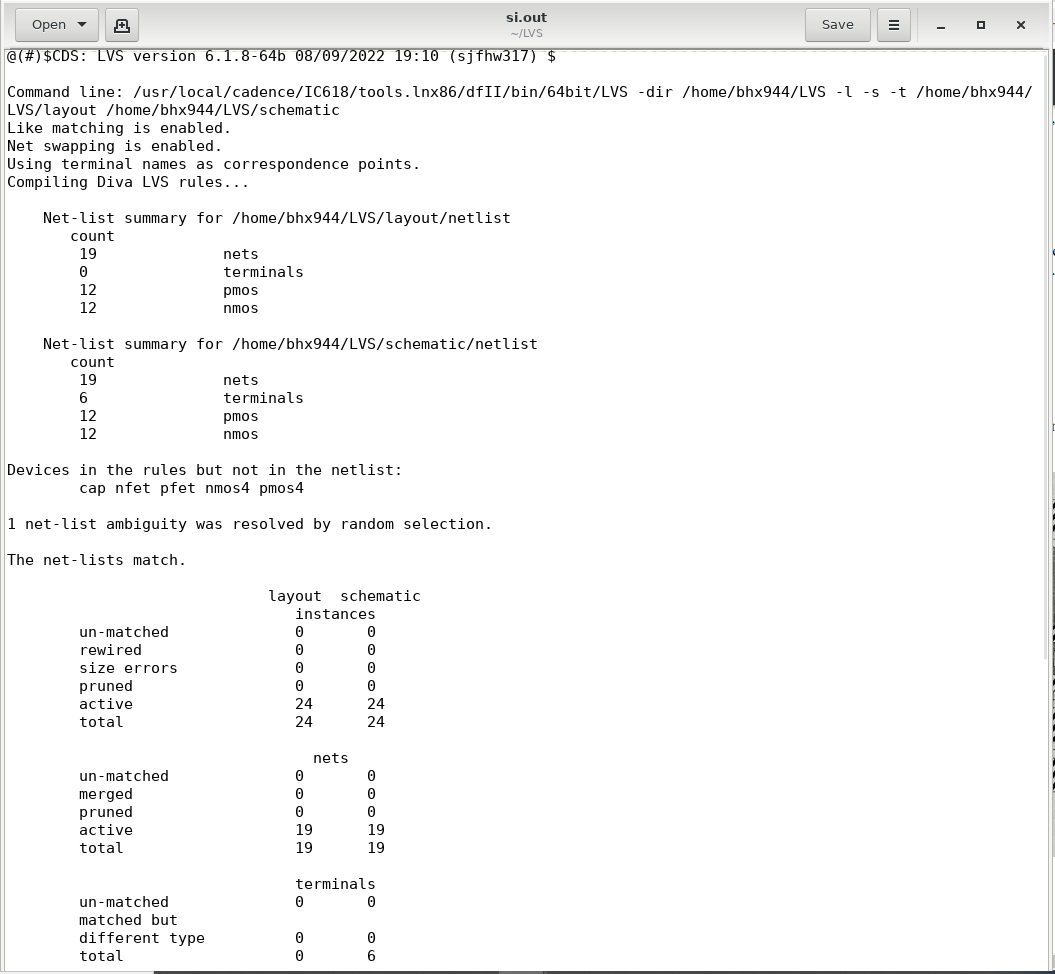 Open
si.out
~/LVS
Save
@(#)$CDS: LVS version 6.1.8-64b 08/09/2022 19:10 (sjfhw317) $
Command line: /usr/local/cadence/IC618/tools.lnx86/dfII/bin/64bit/LVS -dir /home/bhx944/LVS -l -s -t /home/bhx944/
LVS/layout /home/bhx944/LVS/schematic
Like matching is enabled.
Net swapping is enabled.
Using terminal names as correspondence points.
Compiling Diva LVS rules...
Net-list summary for /home/bhx944/LVS/layout/netlist
count
19 nets
0 terminals
12 pmos
12 nmos
Net-list summary for /home/bhx944/LVS/schematic/netlist
count
19 nets
6 terminals
12 pmos
12 nmos
Devices in the rules but not in the netlist:
cap nfet pfet nmos4 pmos4
1 net-list ambiguity was resolved by random selection.
The net-lists match.
layout schematic
instances
un-matched 0 0
rewired 0 0
size errors 0 0
pruned 0 0
active 24 24
total 24 24
nets
un-matched 0 0
merged 0 0
pruned 0 0
active 19 19
total 19 19
terminals
un-matched 0 0
matched but
different type 0 0
total 0 6